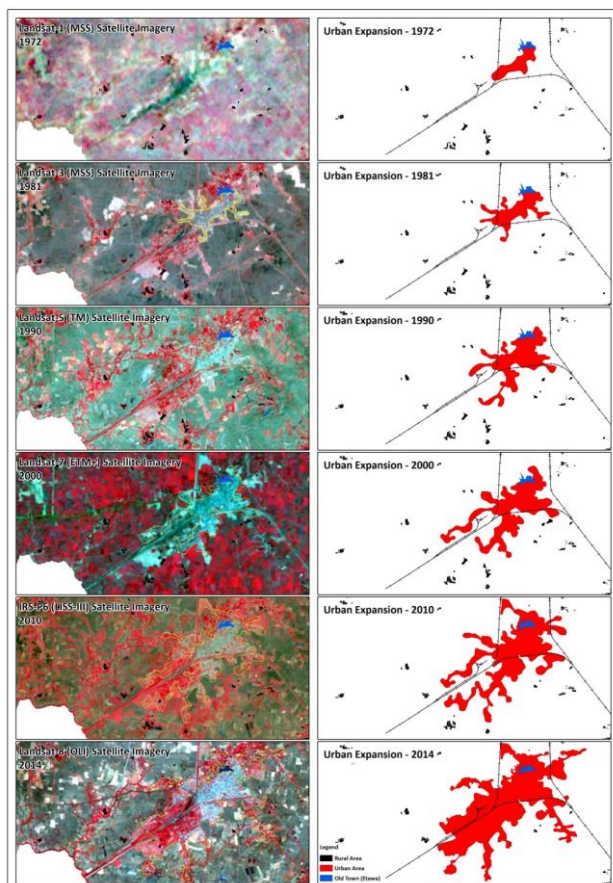 Landsat-1 (MSS) Satellite Imagery
1972
Urban Expansion - 1972
Landsat-3 (MSS) Satellite Imagery
1981
Urban Expansion - 1981
Landsat-5 (TM) Satellite Imagery
1990
Urban Expansion - 1990
Landsat-7 (ETM+) Satellite Imagery
2000
Urban Expansion - 2000
IRS-P6 (LISS-III) Satellite Imagery
2010
Urban Expansion - 2010
Landsat-8 (OLI) Satellite Imagery
2014
Urban Expansion - 2014
Legend
Rural Area
Urban Area
Old Town (Etawa)